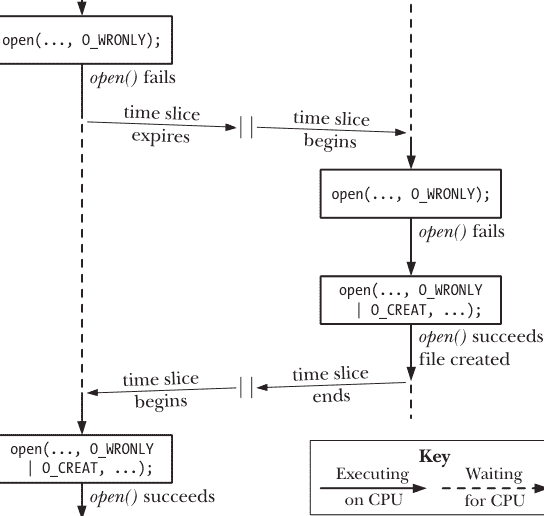 open(..., O_WRONLY);
open() fails
time slice
expires
time slice
begins
open(..., O_WRONLY);
open() fails
open(..., O_WRONLY
| O_CREAT, ...);
open() succeeds
file created
time slice
ends
time slice
begins
open(..., O_WRONLY
| O_CREAT, ...);
open() succeeds
Key
Executing
on CPU
Waiting
for CPU